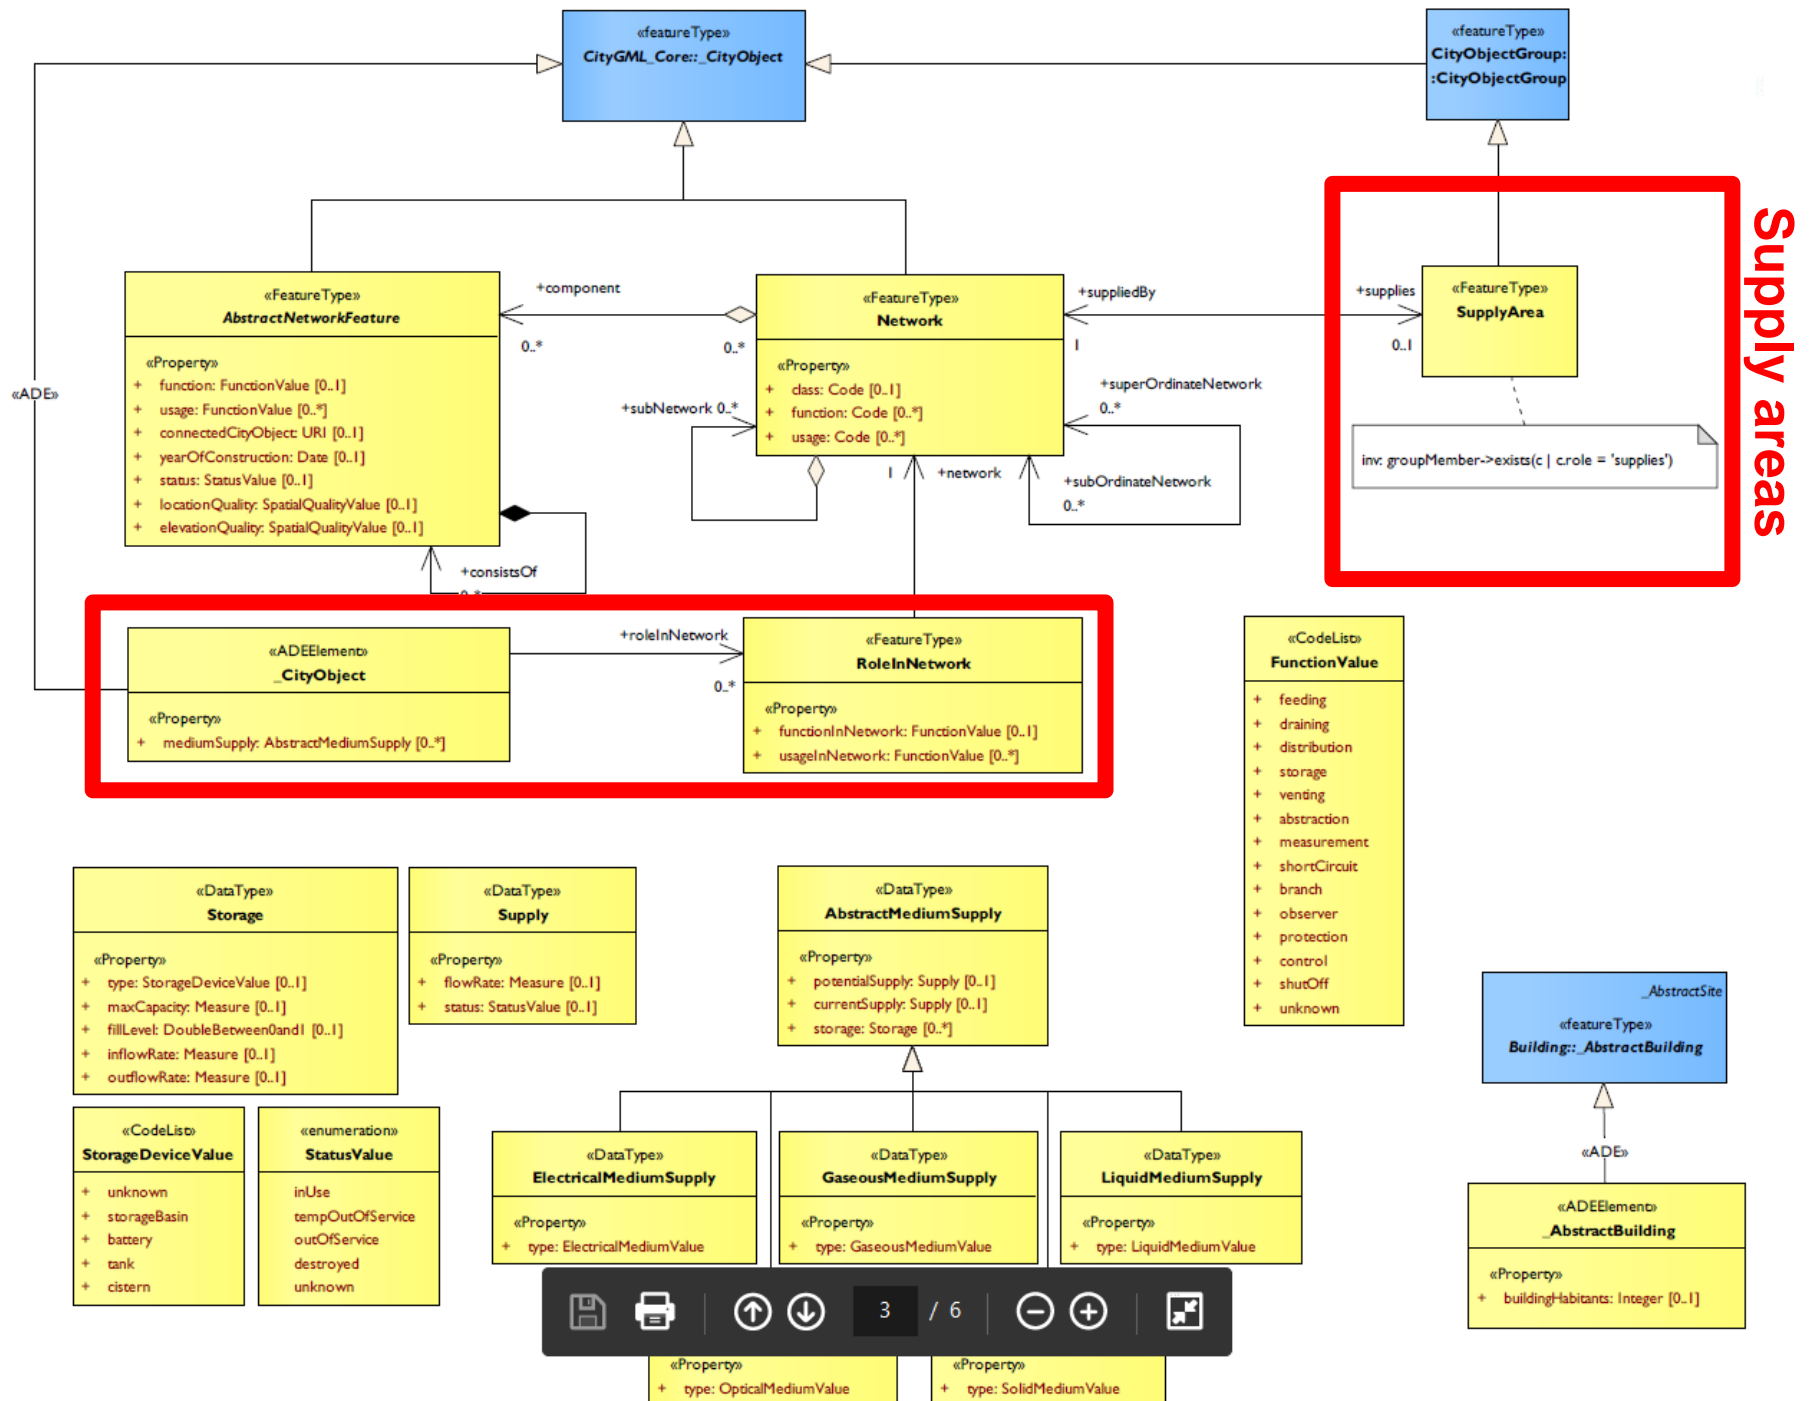 «featureType»
CityGML_Core::_CityObject
«featureType»
CityObjectGroup:
:CityObjectGroup
Supply areas
«ADE»
«FeatureType»
AbstractNetworkFeature
«Property»
+ function: FunctionValue [0..1]
+ usage: FunctionValue [0..*]
+ connectedCityObject: URI [0..1]
+ yearOfConstruction: Date [0..1]
+ status: StatusValue [0..1]
+ locationQuality: SpatialQualityValue [0..1]
+ elevationQuality: SpatialQualityValue [0..1]
+component
0..*
0..*
«FeatureType»
Network
«Property»
+ class: Code [0..1]
+ function: Code [0..*]
+ usage: Code [0..*]
+suppliedBy
1
+supplies
0..1
«FeatureType»
SupplyArea
inv: groupMember->exists(c | c.role = 'supplies')
+subNetwork 0..*
+superOrdinateNetwork
0..*
+subOrdinateNetwork
0..*
1
+network
+consistsOf
0..*
«ADEElement»
_CityObject
«Property»
+ mediumSupply: AbstractMediumSupply [0..*]
+roleInNetwork
0..*
«FeatureType»
RoleInNetwork
«Property»
+ functionInNetwork: FunctionValue [0..1]
+ usageInNetwork: FunctionValue [0..*]
«CodeList»
FunctionValue
+ feeding
+ draining
+ distribution
+ storage
+ venting
+ abstraction
+ measurement
+ shortCircuit
+ branch
+ observer
+ protection
+ control
+ shutOff
+ unknown
«DataType»
Storage
«Property»
+ type: StorageDeviceValue [0..1]
+ maxCapacity: Measure [0..1]
+ fillLevel: DoubleBetween0and1 [0..1]
+ inflowRate: Measure [0..1]
+ outflowRate: Measure [0..1]
«DataType»
Supply
«Property»
+ flowRate: Measure [0..1]
+ status: StatusValue [0..1]
«DataType»
AbstractMediumSupply
«Property»
+ potentialSupply: Supply [0..1]
+ currentSupply: Supply [0..1]
+ storage: Storage [0..*]
_AbstractSite
«featureType»
Building::_AbstractBuilding
«ADE»
«ADEElement»
_AbstractBuilding
«Property»
+ buildingHabitants: Integer [0..1]
«CodeList»
StorageDeviceValue
+ unknown
+ storageBasin
+ battery
+ tank
+ cistern
«enumeration»
StatusValue
inUse
tempOutOfService
outOfService
destroyed
unknown
«DataType»
ElectricalMediumSupply
«Property»
+ type: ElectricalMediumValue
«DataType»
GaseousMediumSupply
«Property»
+ type: GaseousMediumValue
«DataType»
LiquidMediumSupply
«Property»
+ type: LiquidMediumValue
3 / 6
«Property»
+ type: OpticalMediumValue
«Property»
+ type: SolidMediumValue